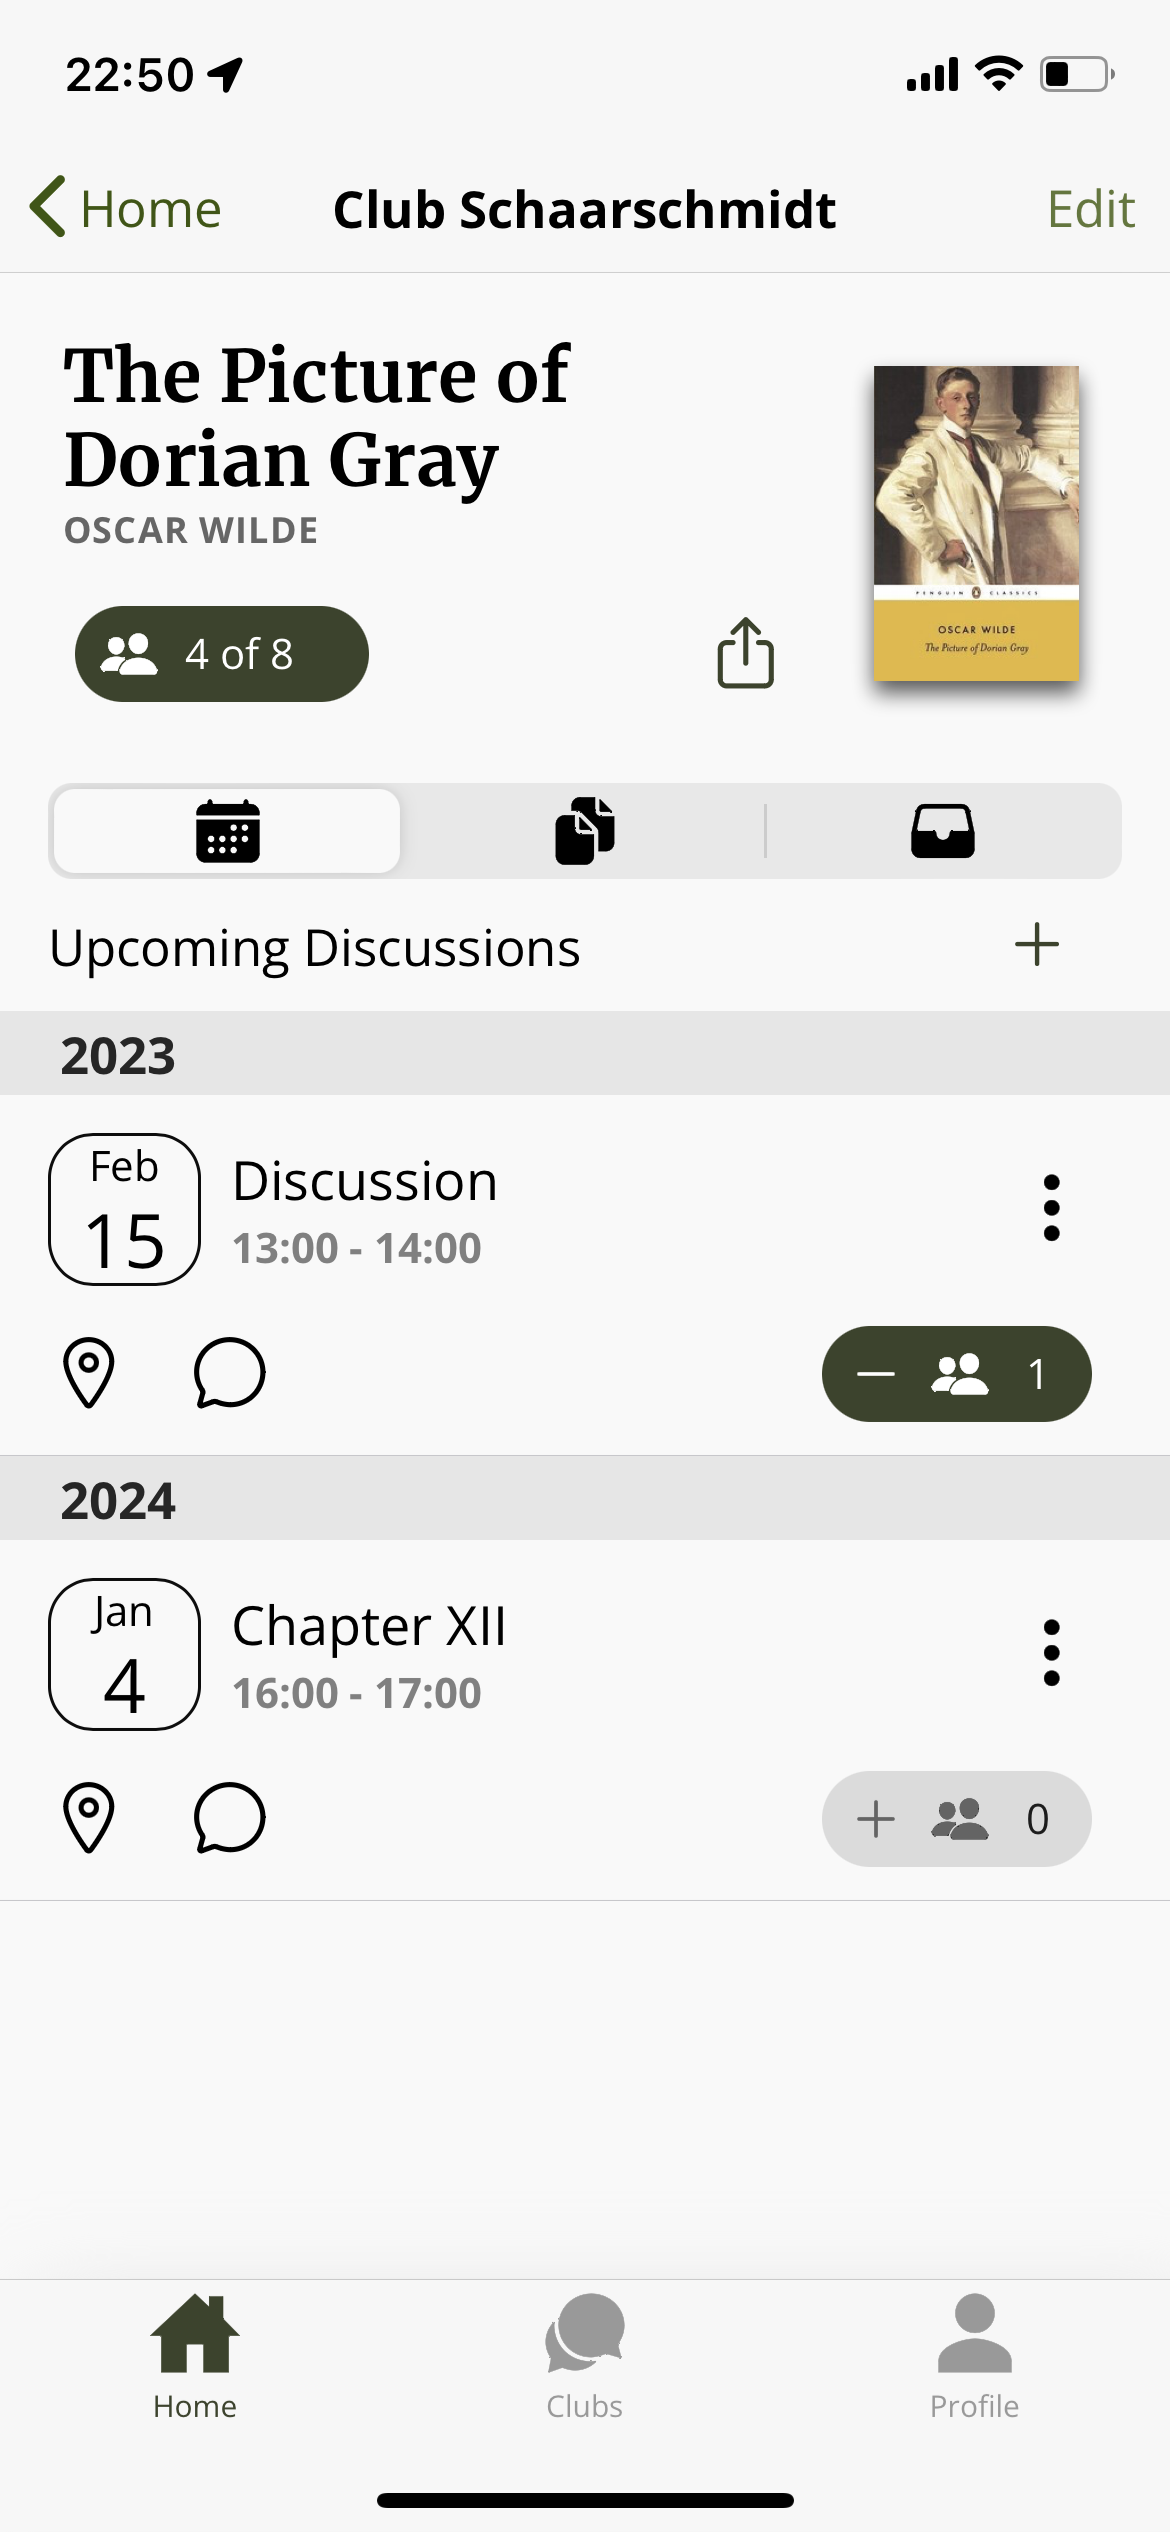 22:50
Home
Club Schaarschmidt
Edit
The Picture of
Dorian Gray
OSCAR WILDE
4 of 8
PENGUIN CLASSICS
OSCAR WILDE
The Picture of Dorian Gray
Upcoming Discussions
2023
Feb
15
Discussion
13:00 - 14:00
1
2024
Jan
4
Chapter XII
16:00 - 17:00
0
Home
Clubs
Profile